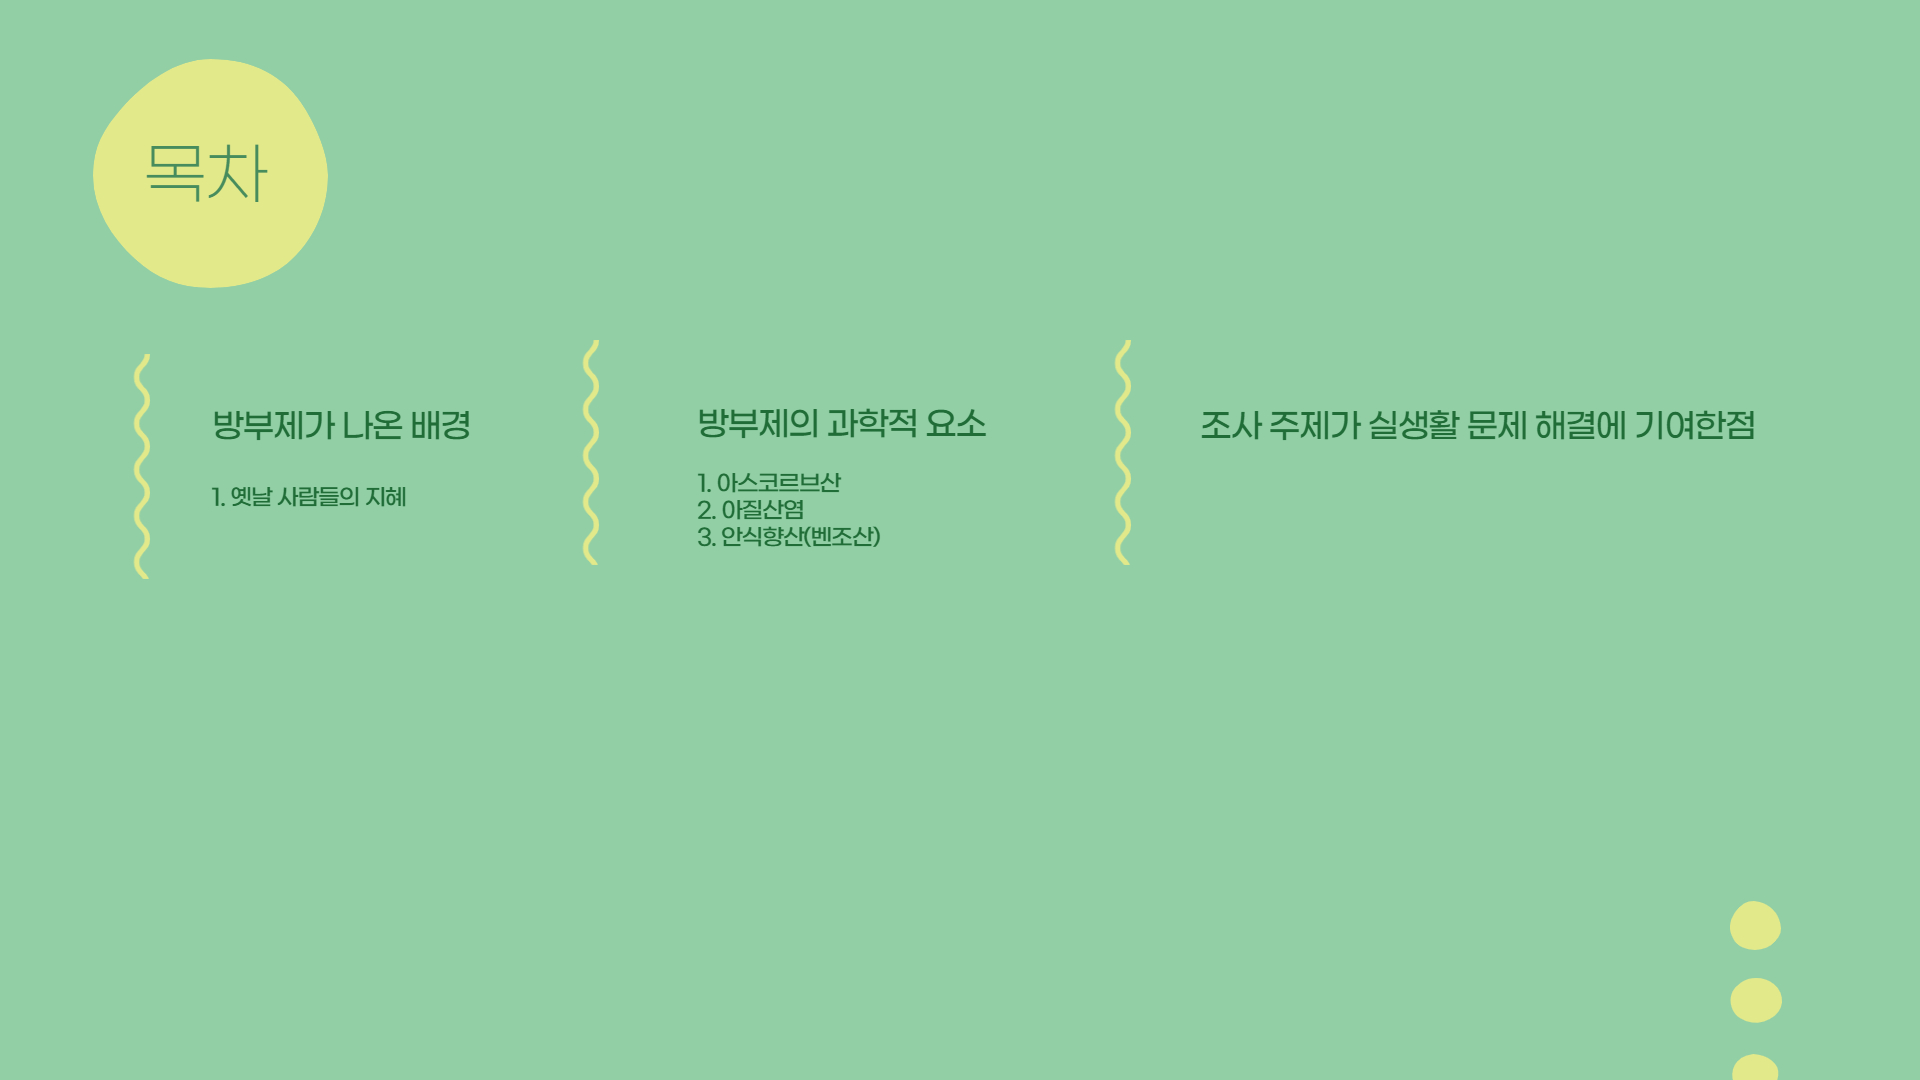 목차
방부제가 나온 배경
1. 옛날 사람들의 지혜
방부제의 과학적 요소
1. 아스코르브산
2. 아질산염
3. 안식향산(벤조산)
조사 주제가 실생활 문제 해결에 기여한점